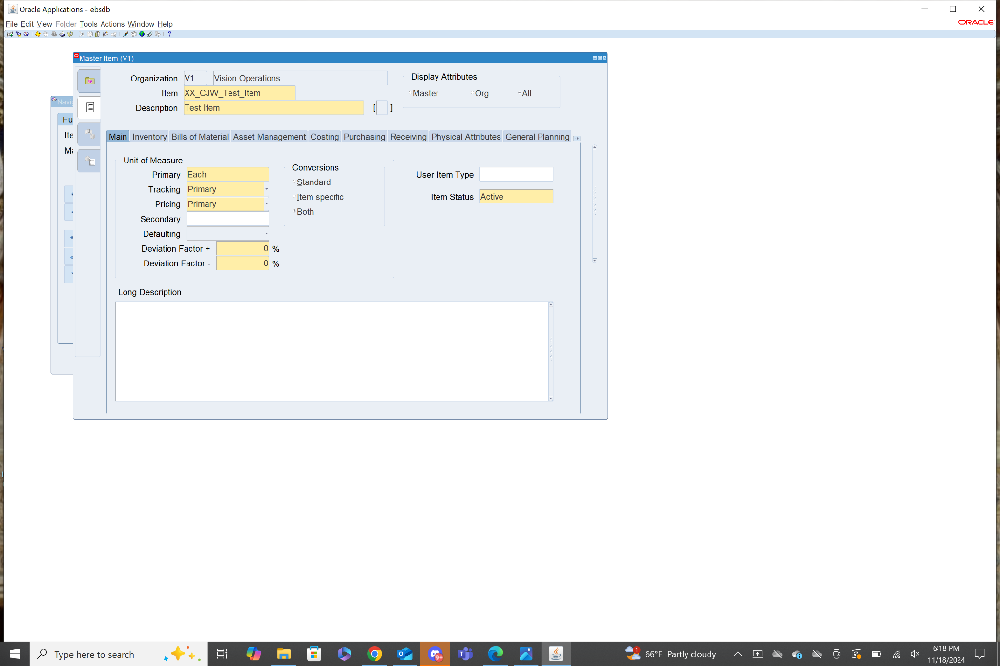 Oracle Applications - ebsdb
File Edit View Folder Tools Actions Window Help
ORACLE
?
Master Item (V1)
Organization V1 Vision Operations
Item XX_CJW_Test_Item
Description Test Item [ ]
Display Attributes
Master Org All
Main Inventory Bills of Material Asset Management Costing Purchasing Receiving Physical Attributes General Planning
Unit of Measure
Primary Each
Tracking Primary
Pricing Primary
Secondary
Defaulting
Deviation Factor + 0 %
Deviation Factor - 0 %
Conversions
Standard
Item specific
Both
User Item Type
Item Status Active
Long Description
Type here to search
9+
1
66°F Partly cloudy
6:18 PM
11/18/2024